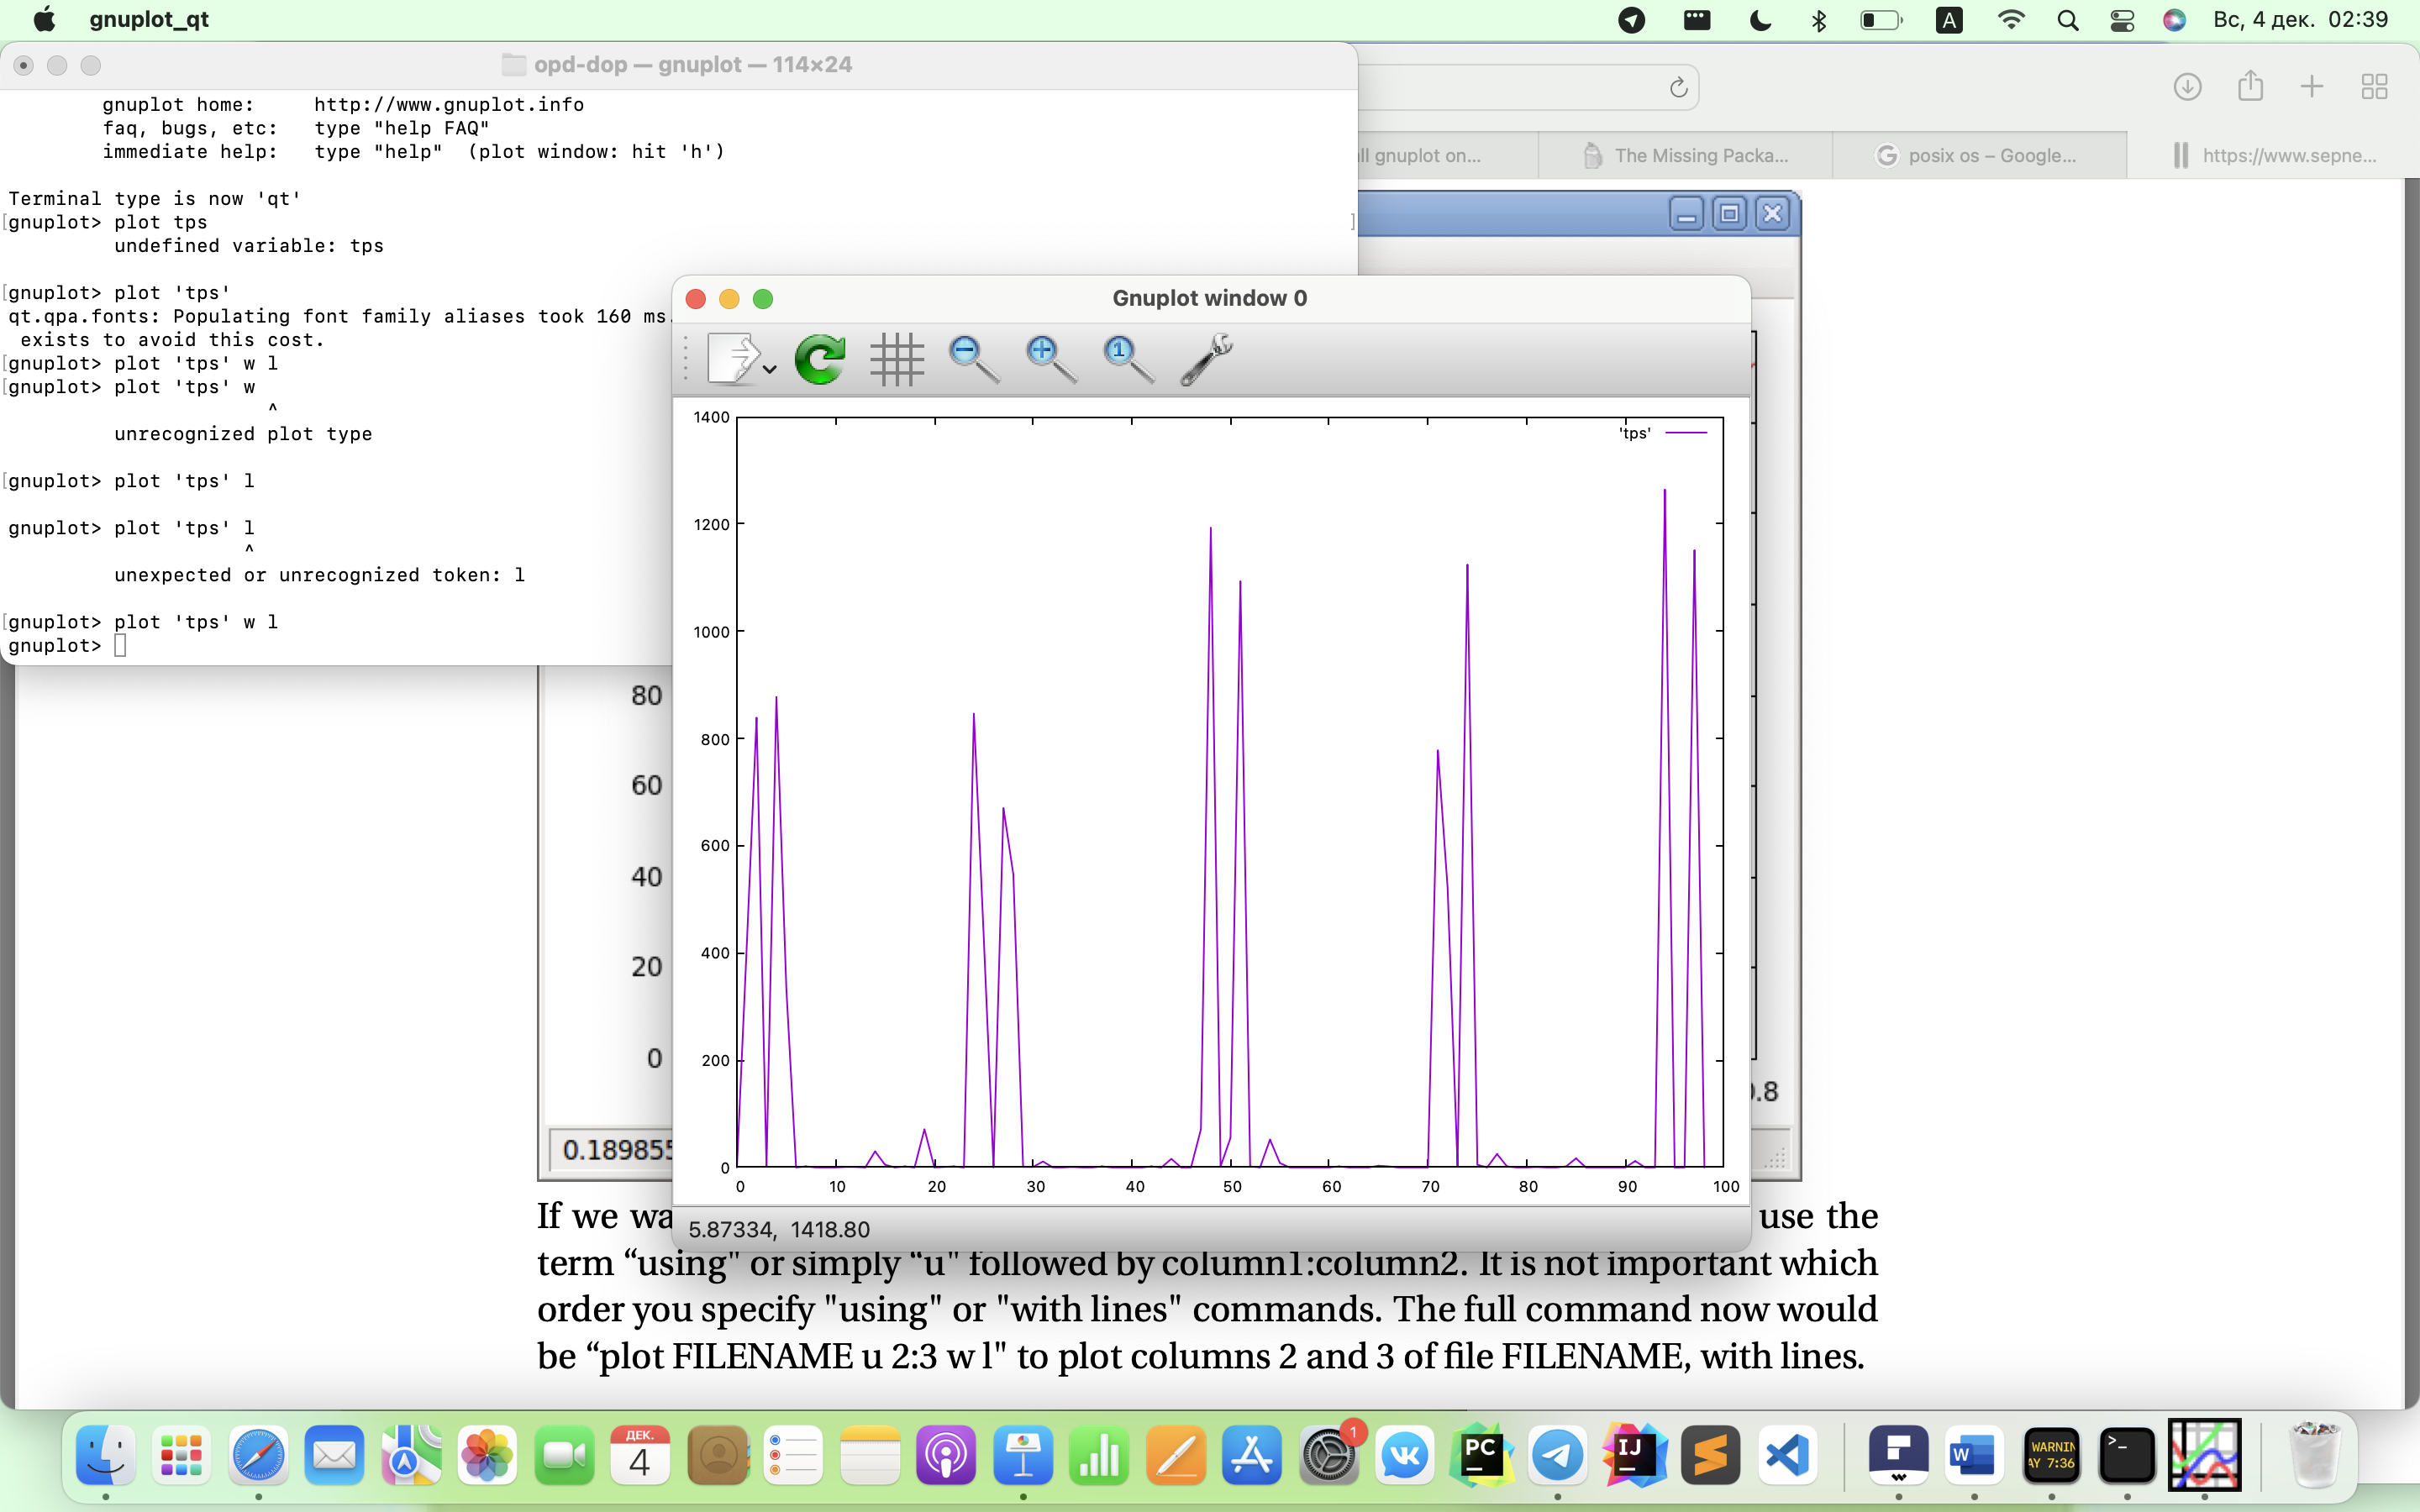 gnuplot_qt
A
Вс, 4 дек. 02:39
opd-dop — gnuplot — 114×24
gnuplot home:     http://www.gnuplot.info
faq, bugs, etc:   type "help FAQ"
immediate help:   type "help"  (plot window: hit 'h')
Terminal type is now 'qt'
gnuplot> plot tps
undefined variable: tps
gnuplot> plot 'tps'
qt.qpa.fonts: Populating font family aliases took 160 ms.
exists to avoid this cost.
gnuplot> plot 'tps' w l
gnuplot> plot 'tps' w
^
unrecognized plot type
gnuplot> plot 'tps' l
gnuplot> plot 'tps' l
^
unexpected or unrecognized token: l
gnuplot> plot 'tps' w l
gnuplot>
ll gnuplot on...
The Missing Packa...
posix os – Google...
https://www.sepne...
Gnuplot window 0
1
'tps'
1400
1200
1000
800
600
400
200
0
0 10 20 30 40 50 60 70 80 90 100
5.87334, 1418.80
80
60
40
20
0
0.189855
0.8
If we wa
use the
term “using" or simply “u" followed by column1:column2. It is not important which
order you specify "using" or "with lines" commands. The full command now would
be “plot FILENAME u 2:3 w l" to plot columns 2 and 3 of file FILENAME, with lines.
ДЕК.
4
1
PC
IJ
W
WARNIN
AY 7:36
>_